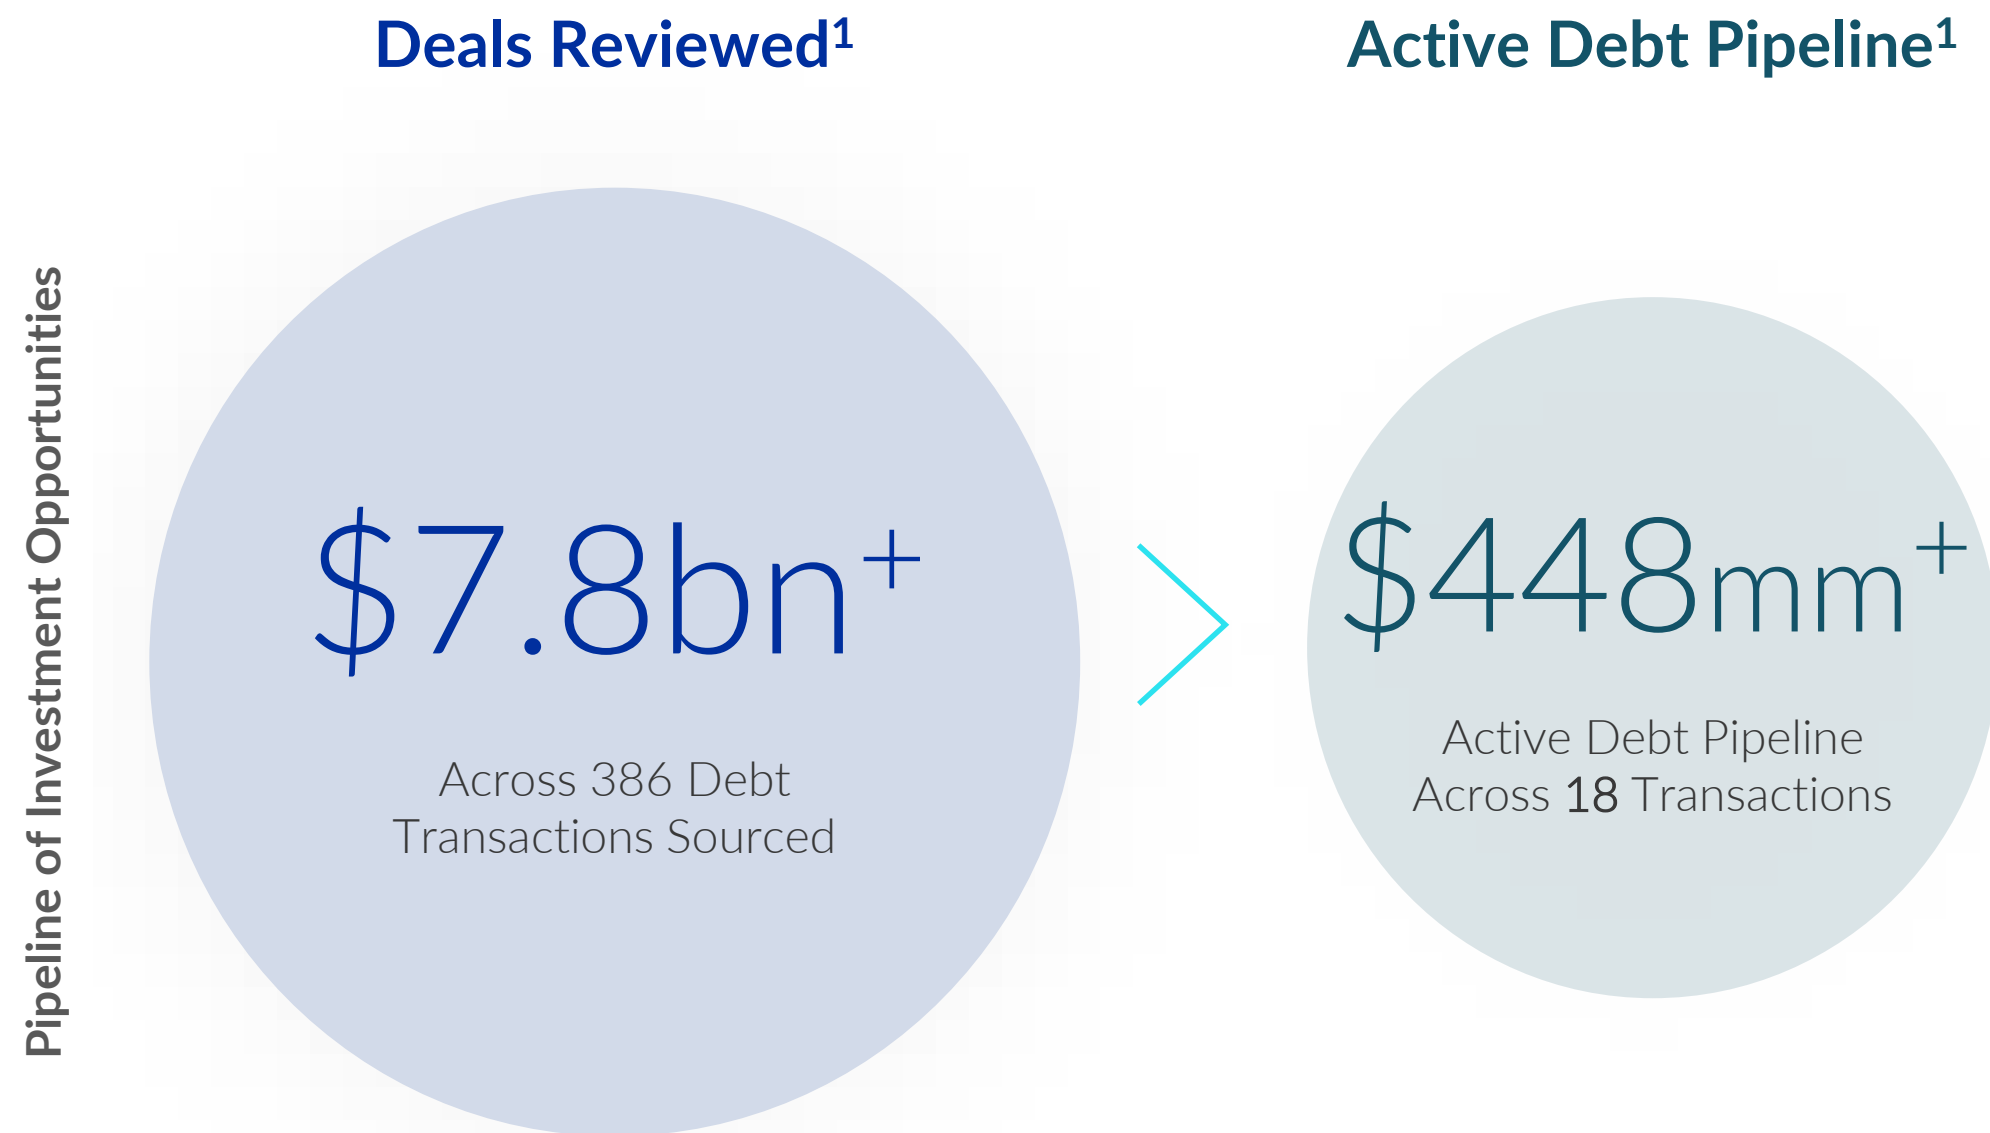 Deals Reviewed¹
Active Debt Pipeline¹
Pipeline of Investment Opportunities
$7.8bn⁺
Across 386 Debt
Transactions Sourced
$448mm⁺
Active Debt Pipeline
Across 18 Transactions